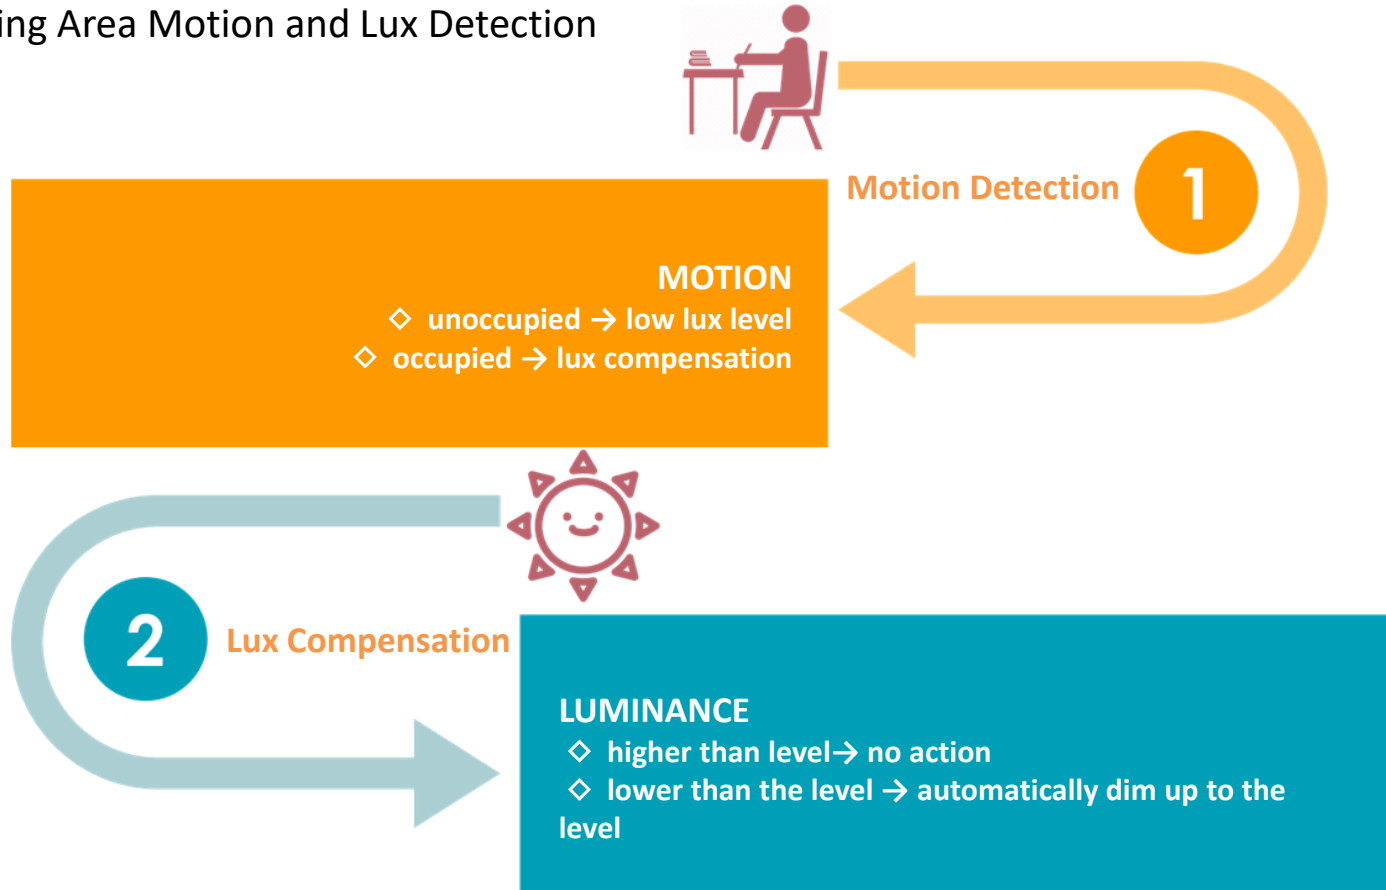 ing Area Motion and Lux Detection
Motion Detection
1
MOTION
◇ unoccupied → low lux level
◇ occupied → lux compensation
2
Lux Compensation
LUMINANCE
◇ higher than level→ no action
◇ lower than the level → automatically dim up to the
level